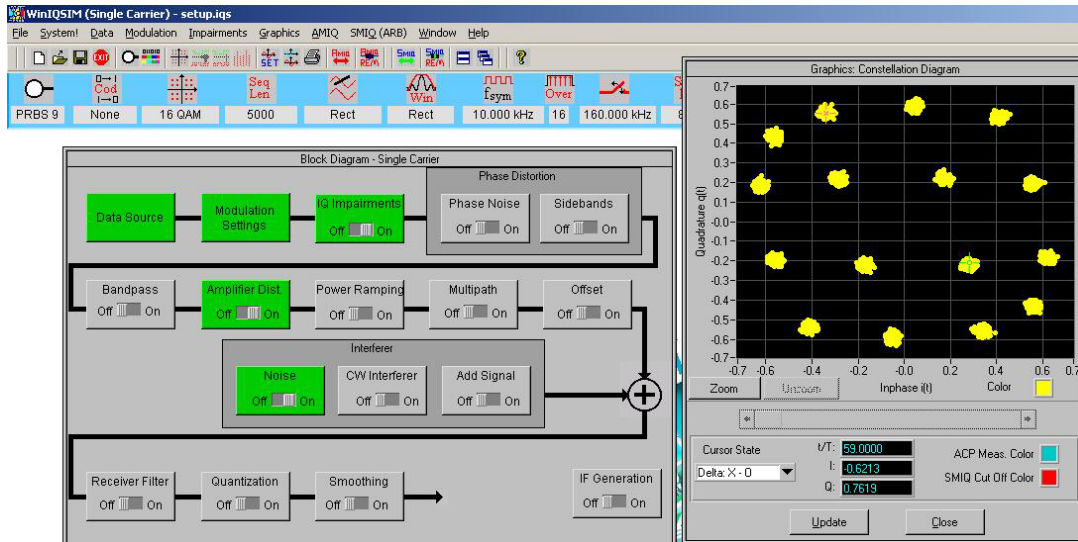 WinIQSIM (Single Carrier) - setup.iqs
File System! Data Modulation Impairments Graphics AMIQ SMIQ (ARB) Window Help
EXIT SET AMIQ AMIQ REM SMIQ SMIQ REM ?
0→1 Cod 1→0 Seq Len Win fsym Over
PRBS 9 None 16 QAM 5000 Rect Rect 10.000 kHz 16 160.000 kHz
Block Diagram - Single Carrier
Phase Distortion
Data Source Modulation Settings IQ Impairments Phase Noise Sidebands
Off On Off On Off On
Bandpass Amplifier Dist. Power Ramping Multipath Offset
Off On Off On Off On Off On Off On
Interferer
Noise CW Interferer Add Signal
Off On Off On Off On
Receiver Filter Quantization Smoothing IF Generation
Off On Off On Off On Off On
Graphics: Constellation Diagram
Quadrature q(t)
0.7
0.6
0.5
0.4
0.3
0.2
0.1
0.0
-0.1
-0.2
-0.3
-0.4
-0.5
-0.6
-0.7
-0.7 -0.6 -0.4 -0.2 0.0 0.2 0.4 0.6 0.7
Zoom Unzoom Inphase i(t) Color
Cursor State t/T: 59.0000 ACP Meas. Color
Delta: X - O I: -0.6213 SMIQ Cut Off Color
Q: 0.7619
Update Close